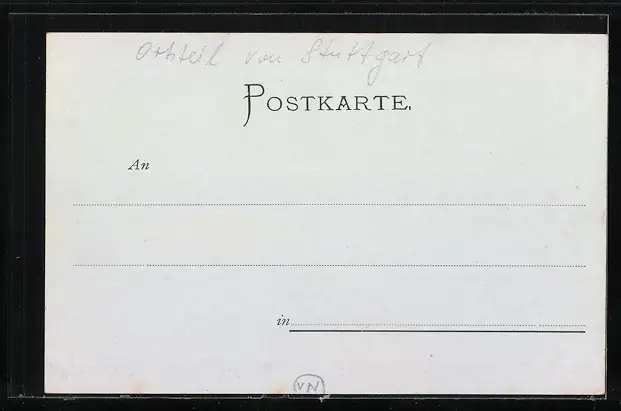 Ortsteil von Stuttgart
POSTKARTE.
An
in
VN